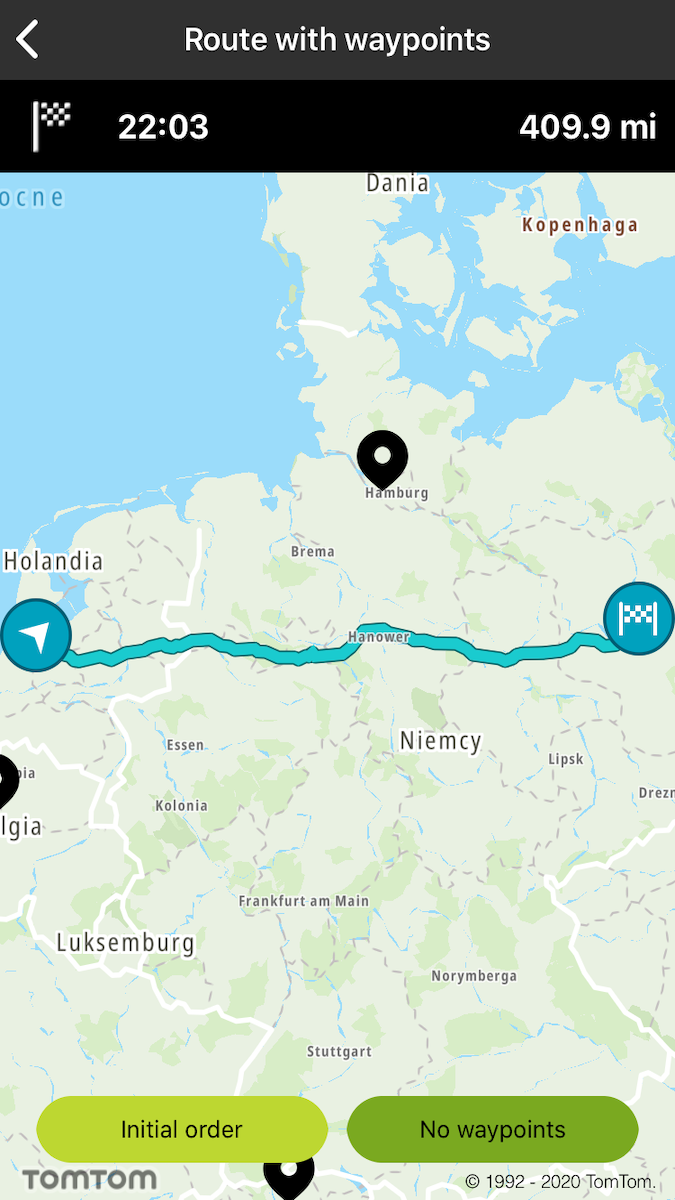 Route with waypoints
22:03
409.9 mi
ocne
Dania
Kopenhaga
Hamburg
Brema
Holandia
Hanower
Niemcy
Essen
Lipsk
pia
Drezn
Kolonia
lgia
Frankfurt am Main
Luksemburg
Norymberga
Stuttgart
Initial order
No waypoints
TOMTOM
© 1992 - 2020 TomTom.